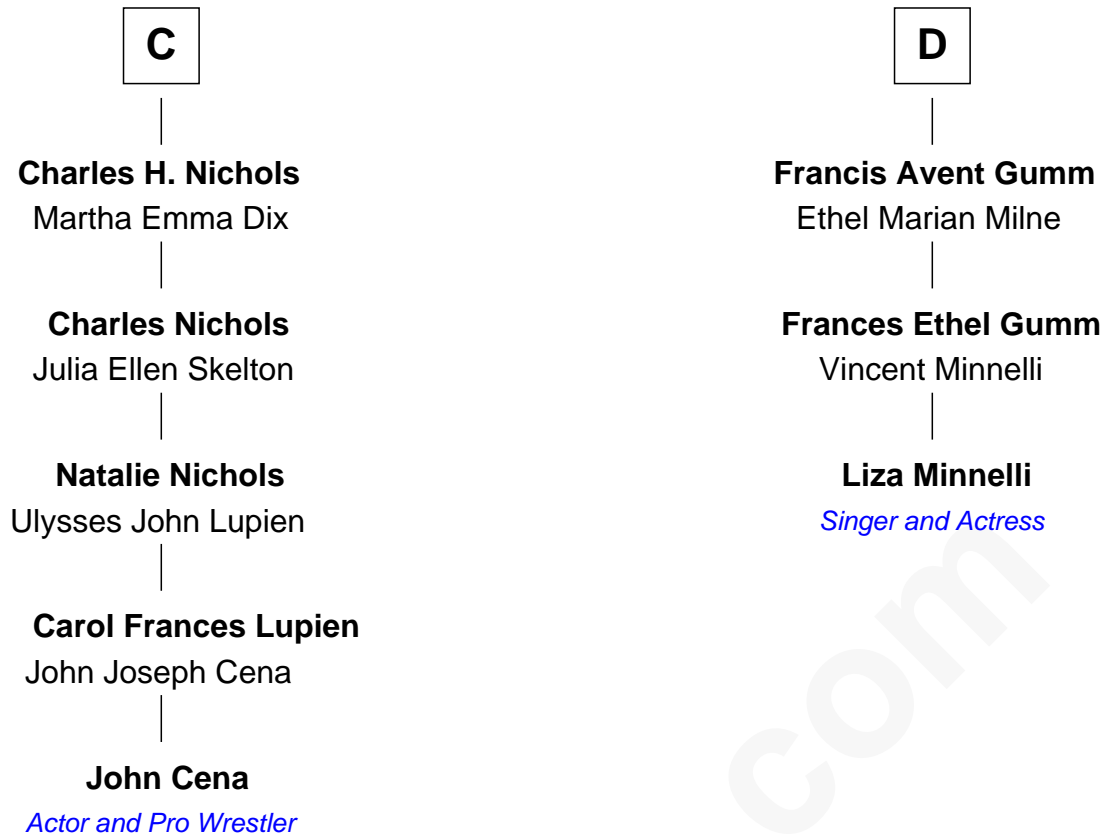 C
Charles H. Nichols
Martha Emma Dix
Charles Nichols
Julia Ellen Skelton
Natalie Nichols
Ulysses John Lupien
Carol Frances Lupien
John Joseph Cena
John Cena
Actor and Pro Wrestler
D
Francis Avent Gumm
Ethel Marian Milne
Frances Ethel Gumm
Vincent Minnelli
Liza Minnelli
Singer and Actress
com